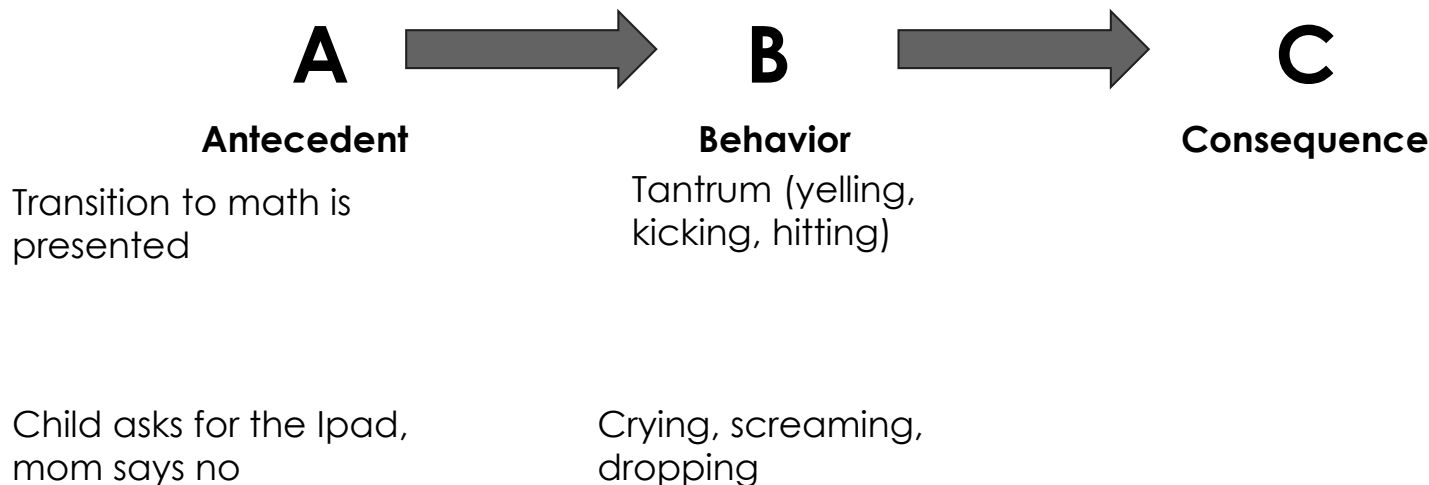 A B C
Antecedent Behavior Consequence
Transition to math is
presented
Tantrum (yelling,
kicking, hitting)
Child asks for the Ipad,
mom says no
Crying, screaming,
dropping